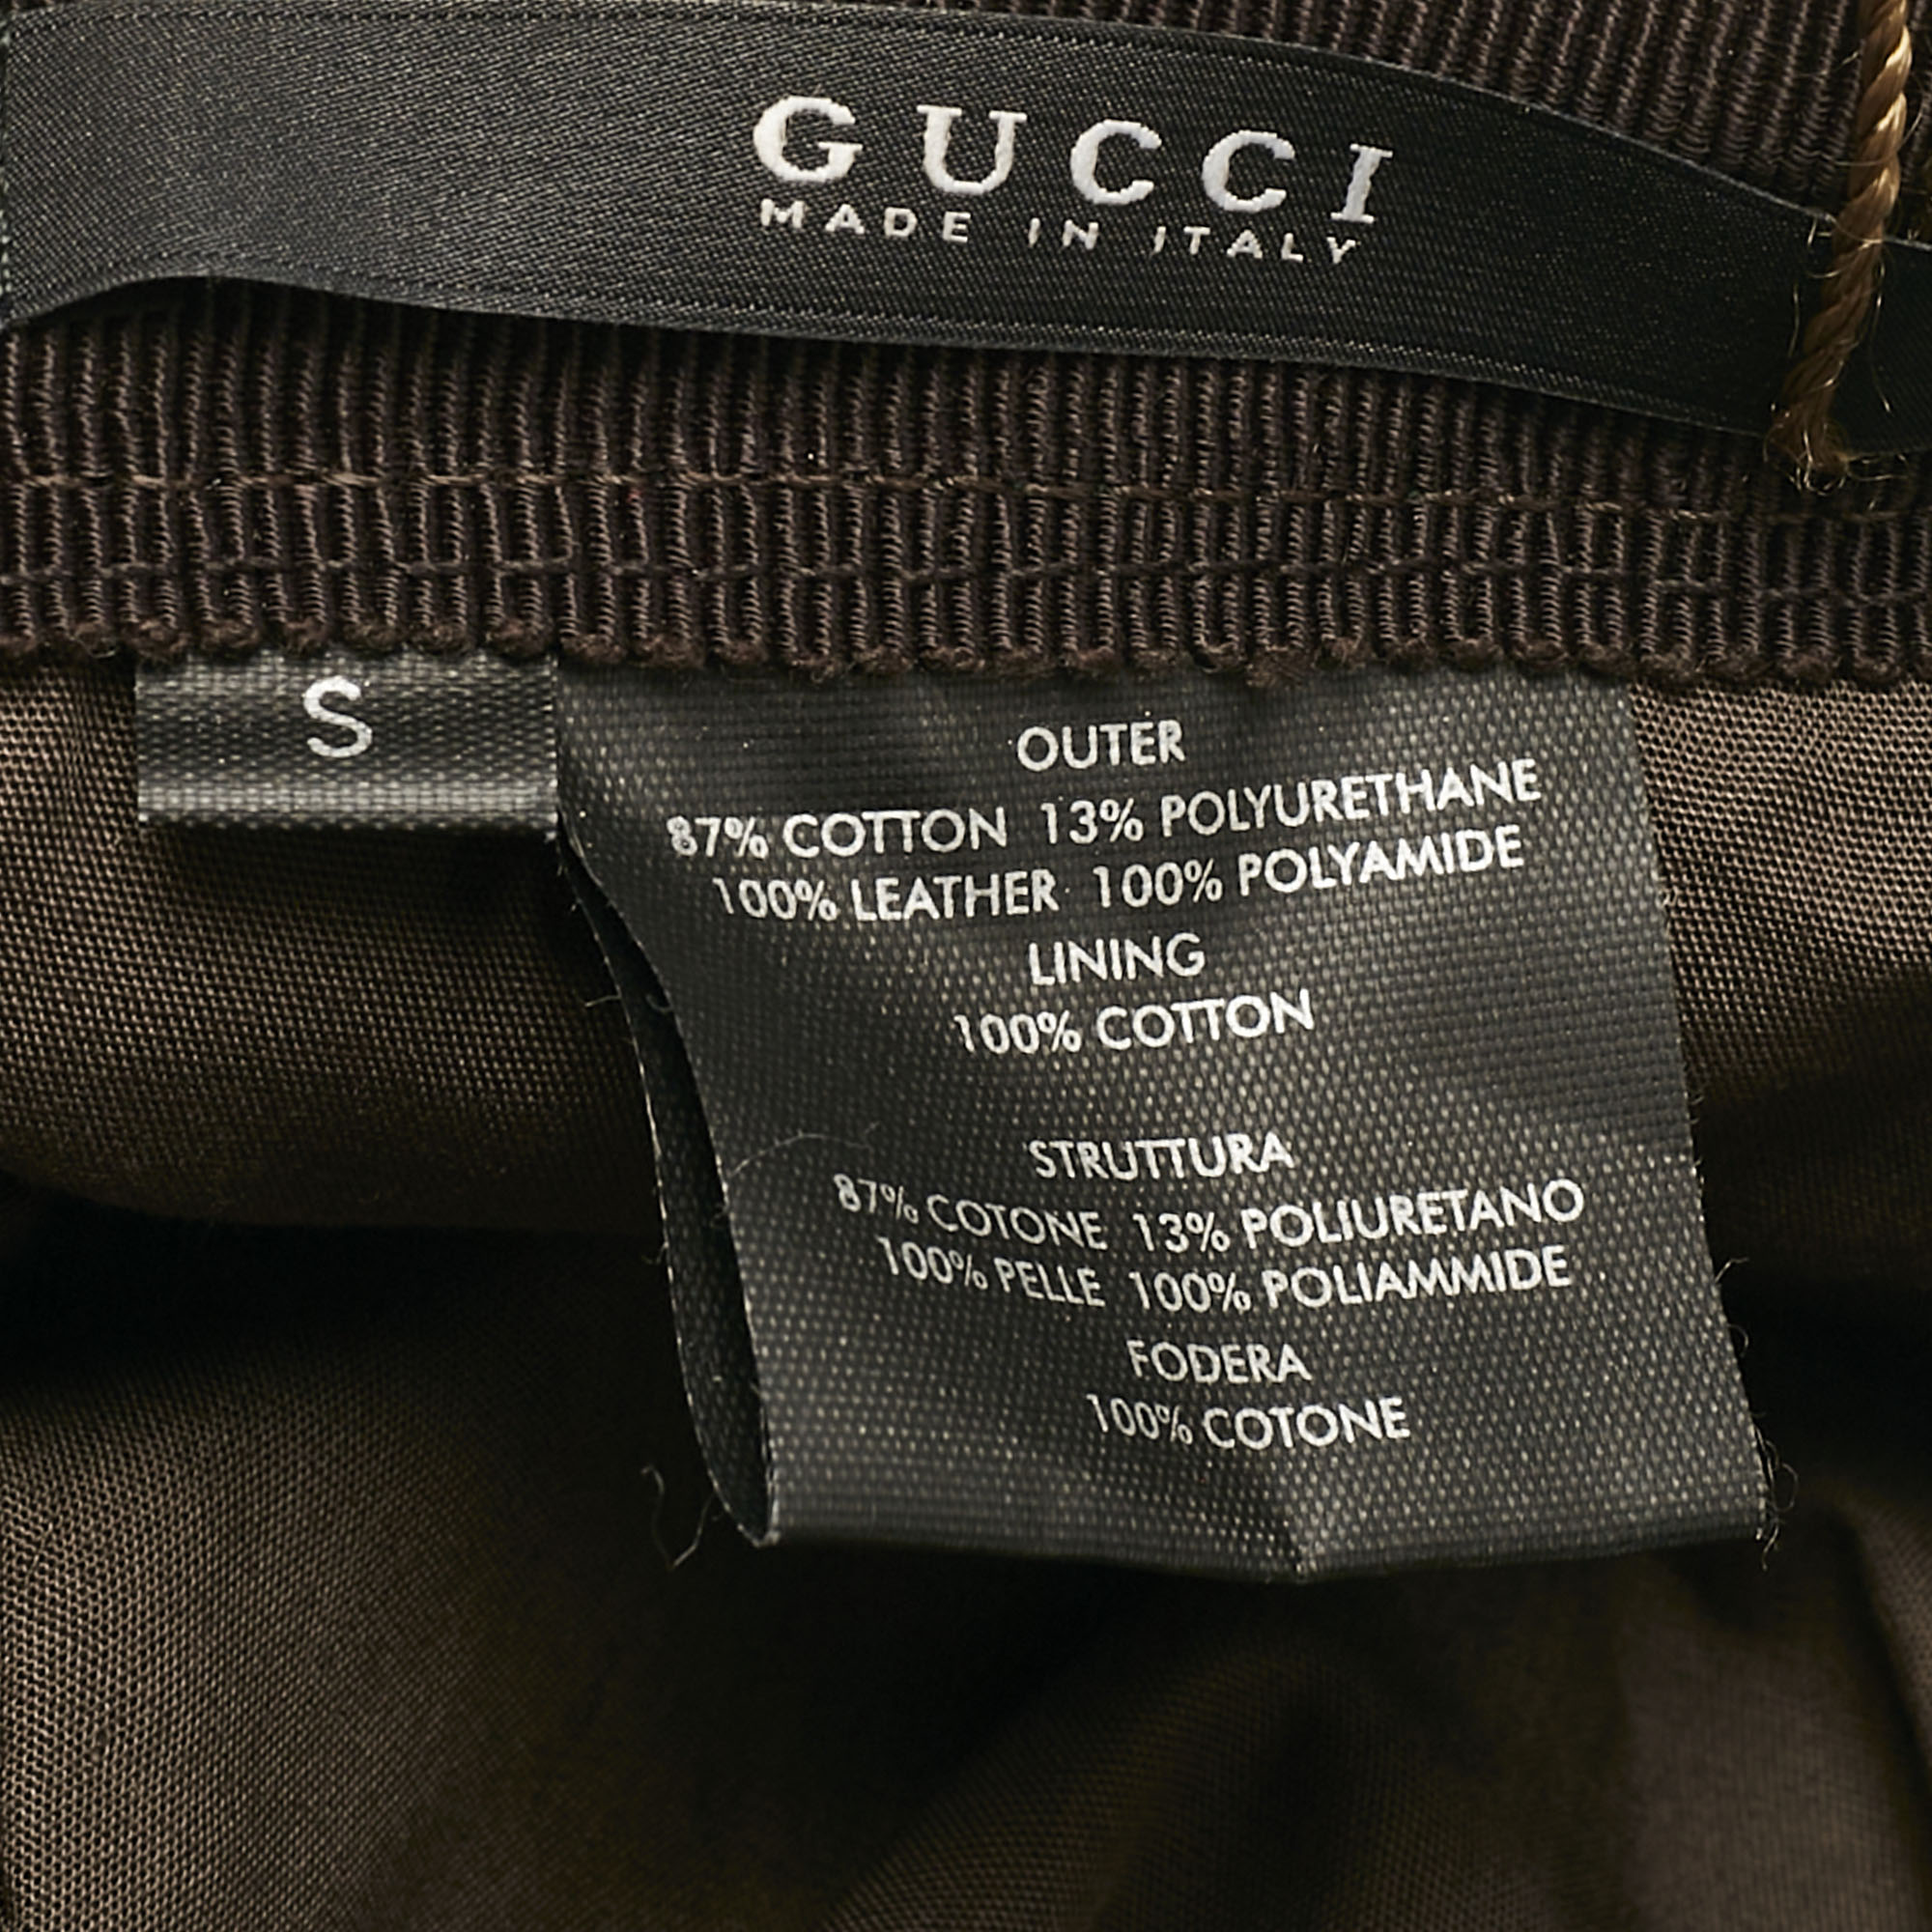 GUCCI
MADE IN ITALY
S
OUTER
87% COTTON 13% POLYURETHANE
100% LEATHER 100% POLYAMIDE
LINING
100% COTTON
STRUTTURA
87% COTONE 13% POLIURETANO
100% PELLE 100% POLIAMMIDE
FODERA
100% COTONE